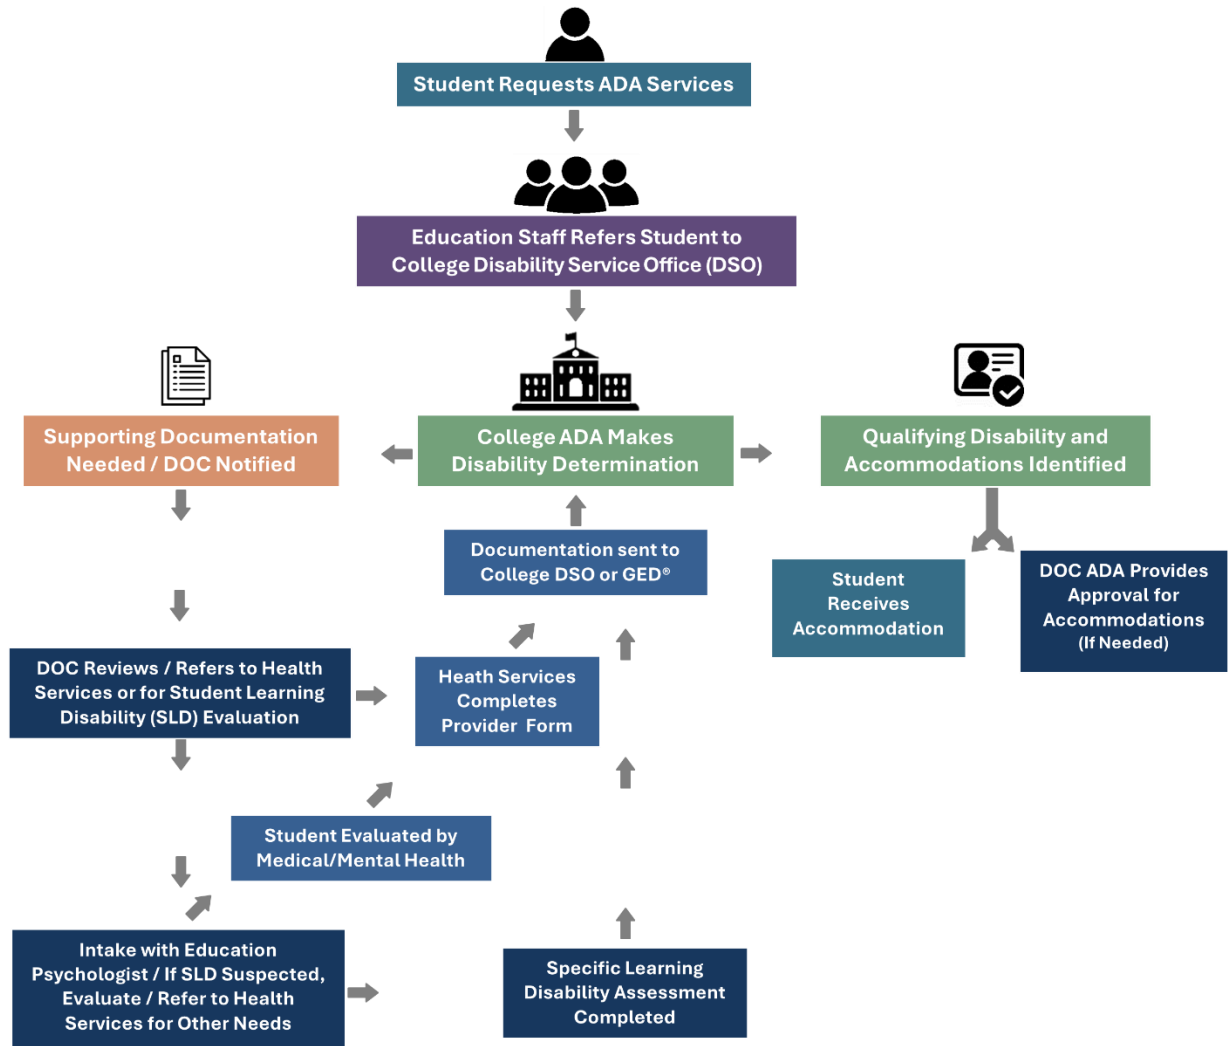 Student Requests ADA Services
Education Staff Refers Student to
College Disability Service Office (DSO)
Supporting Documentation
Needed / DOC Notified
College ADA Makes
Disability Determination
Qualifying Disability and
Accommodations Identified
Documentation sent to
College DSO or GED®
Student
Receives
Accommodation
DOC ADA Provides
Approval for
Accommodations
(If Needed)
DOC Reviews / Refers to Health
Services or for Student Learning
Disability (SLD) Evaluation
Heath Services
Completes
Provider Form
Student Evaluated by
Medical/Mental Health
Intake with Education
Psychologist / If SLD Suspected,
Evaluate / Refer to Health
Services for Other Needs
Specific Learning
Disability Assessment
Completed